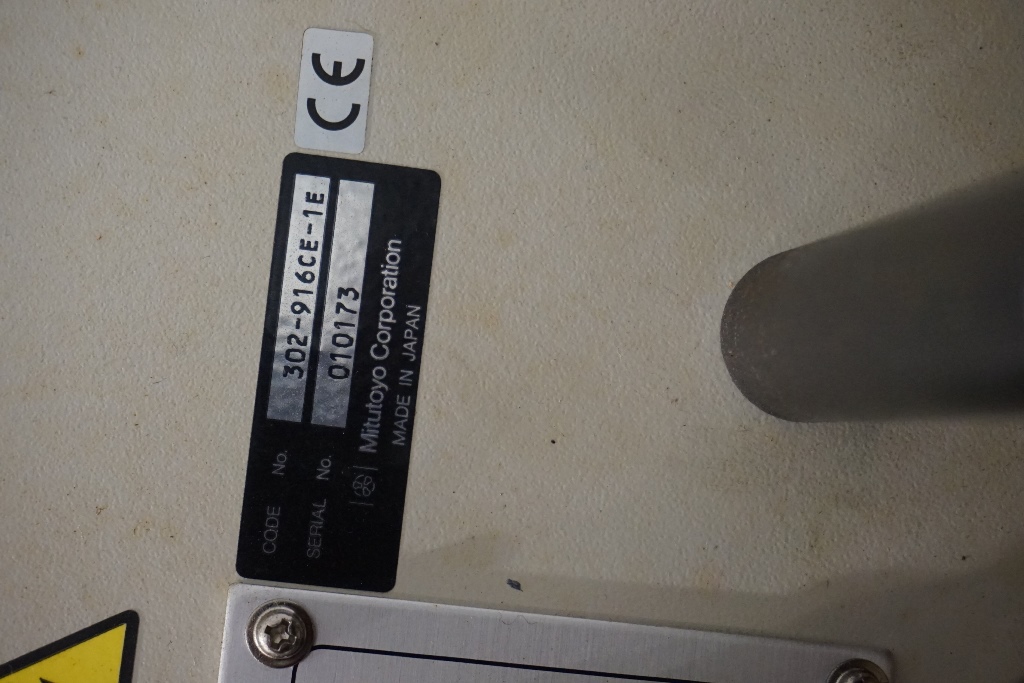 CE
CODE No. 302-916CE-1E
SERIAL No. 010173
Mitutoyo Corporation
MADE IN JAPAN